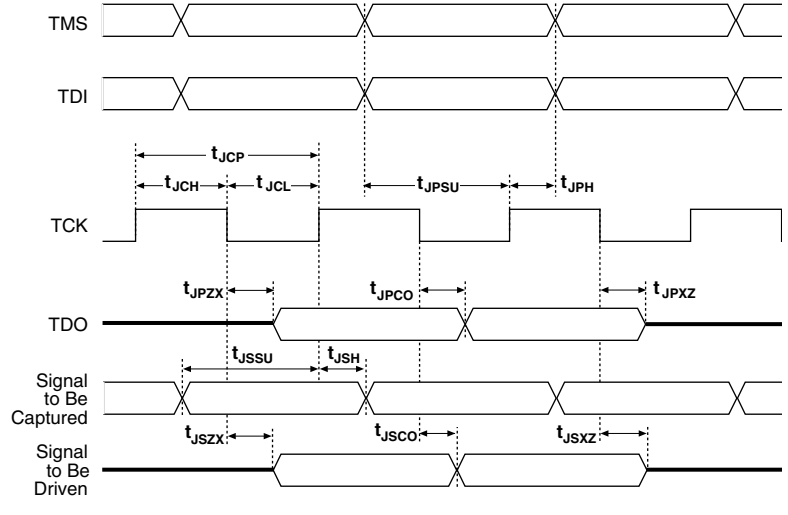 TMS
TDI
tJCP
tJCH
tJCL
tJPSU
tJPH
TCK
tJPZX
tJPCO
tJPXZ
TDO
tJSSU
tJSH
Signal
to Be
Captured
tJSZX
tJSCO
tJSXZ
Signal
to Be
Driven